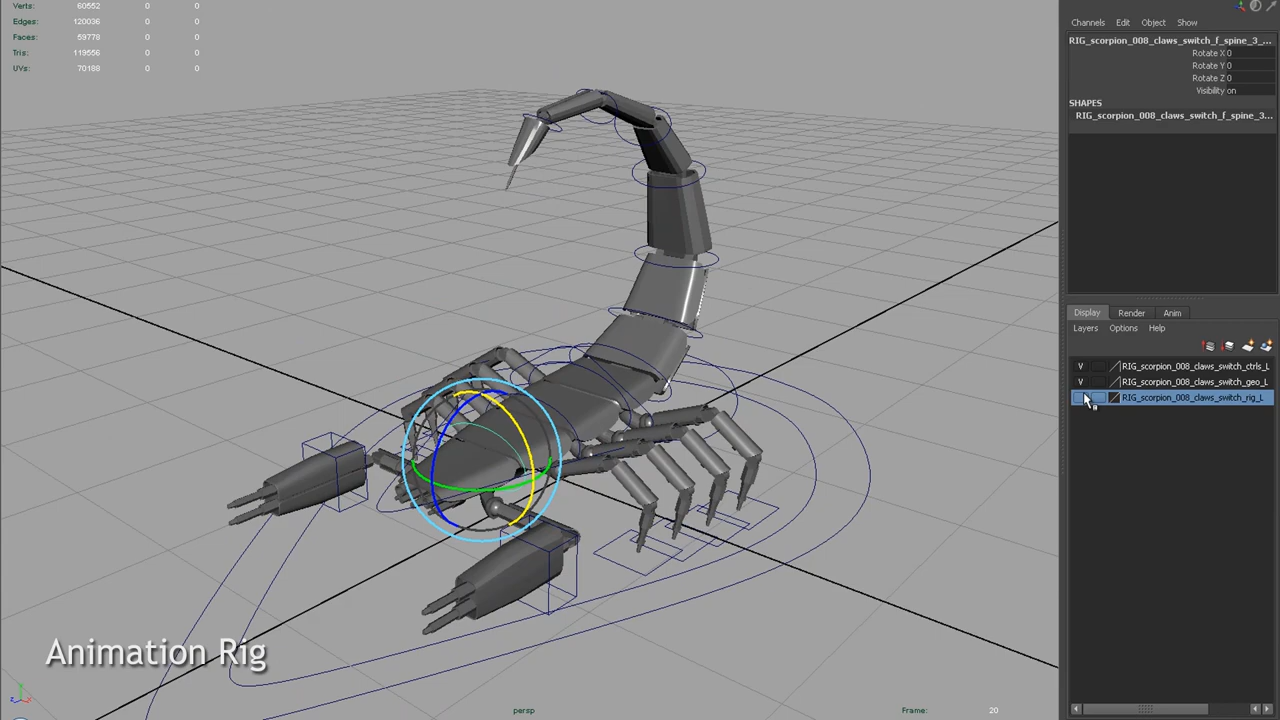 Verts: 60552 0 0
Edges: 120036 0 0
Faces: 59778 0 0
Tris: 119556 0 0
UVs: 70188 0 0
Channels Edit Object Show
RIG_scorpion_008_claws_switch_f_spine_3_...
Rotate X 0
Rotate Y 0
Rotate Z 0
Visibility on
SHAPES
RIG_scorpion_008_claws_switch_f_spine_3...
Display Render Anim
Layers Options Help
V RIG_scorpion_008_claws_switch_ctrls_L
V RIG_scorpion_008_claws_switch_geo_L
RIG_scorpion_008_claws_switch_rig_L
Animation Rig
persp
Frame: 20